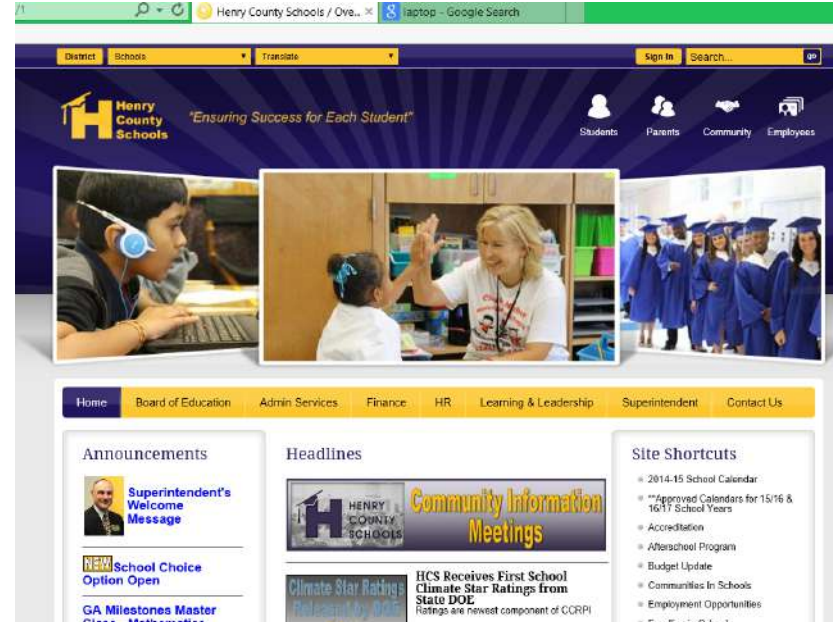 /1
Henry County Schools / Ove...
laptop - Google Search
District
Schools
Translate
Sign In
Search...
go
Henry
County
Schools
"Ensuring Success for Each Student"
Students
Parents
Community
Employees
Home
Board of Education
Admin Services
Finance
HR
Learning & Leadership
Superintendent
Contact Us
Announcements
Superintendent's
Welcome
Message
NEW
School Choice
Option Open
GA Milestones Master
Headlines
HENRY
COUNTY
SCHOOLS
Community Information
Meetings
Climate Star Ratings
Released by DOE
HCS Receives First School
Climate Star Ratings from
State DOE
Ratings are newest component of CCRPI
Site Shortcuts
2014-15 School Calendar
**Approved Calendars for 15/16 &
16/17 School Years
Accreditation
Afterschool Program
Budget Update
Communities In Schools
Employment Opportunities